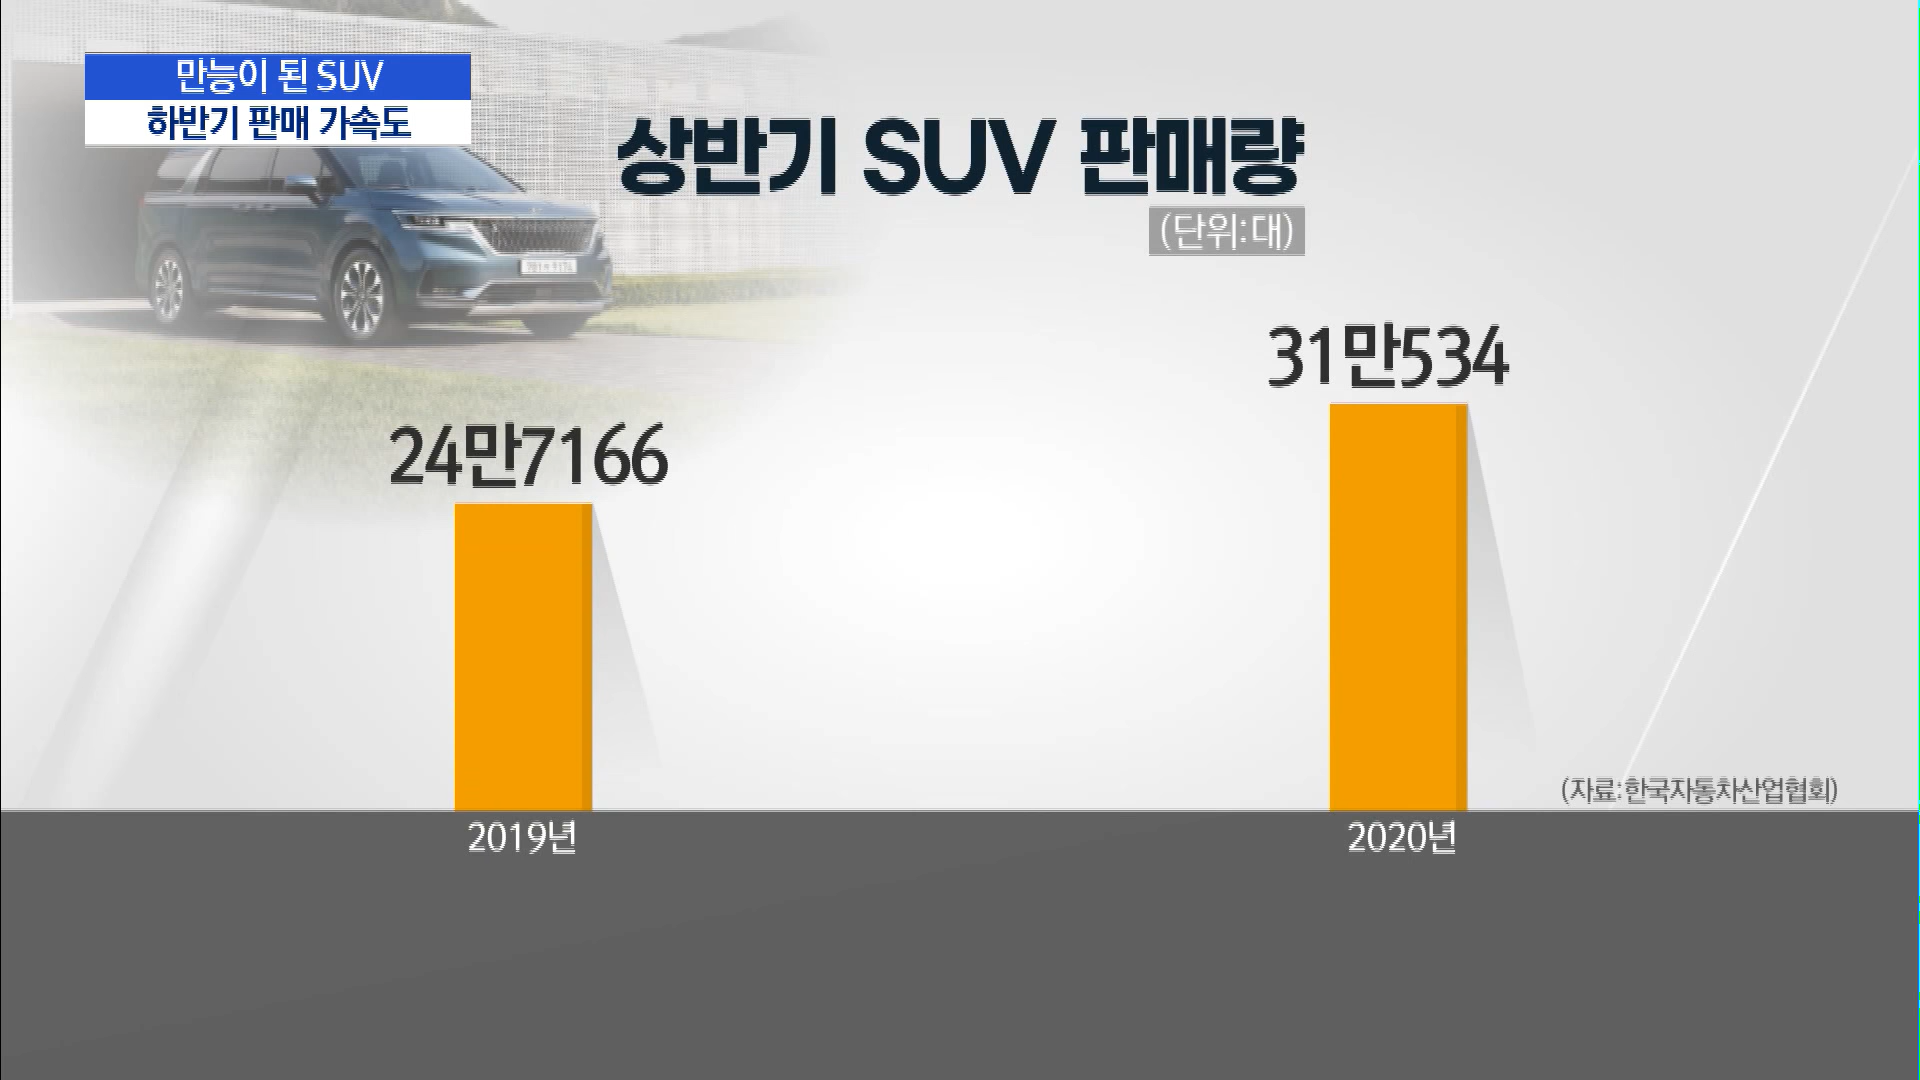 만능이 된 SUV
하반기 판매 가속도
상반기 SUV 판매량
(단위:대)
24만7166
31만534
(자료:한국자동차산업협회)
2019년
2020년